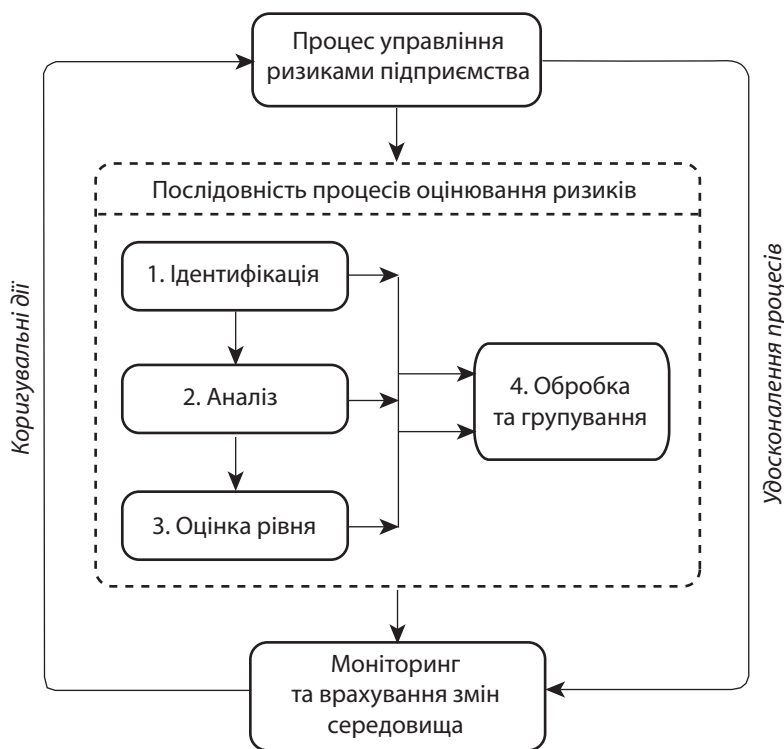 Процес управління
ризиками підприємства
Послідовність процесів оцінювання ризиків
1. Ідентифікація
2. Аналіз
3. Оцінка рівня
4. Обробка
та групування
Моніторинг
та врахування змін
середовища
Коригувальні дії
Удосконалення процесів